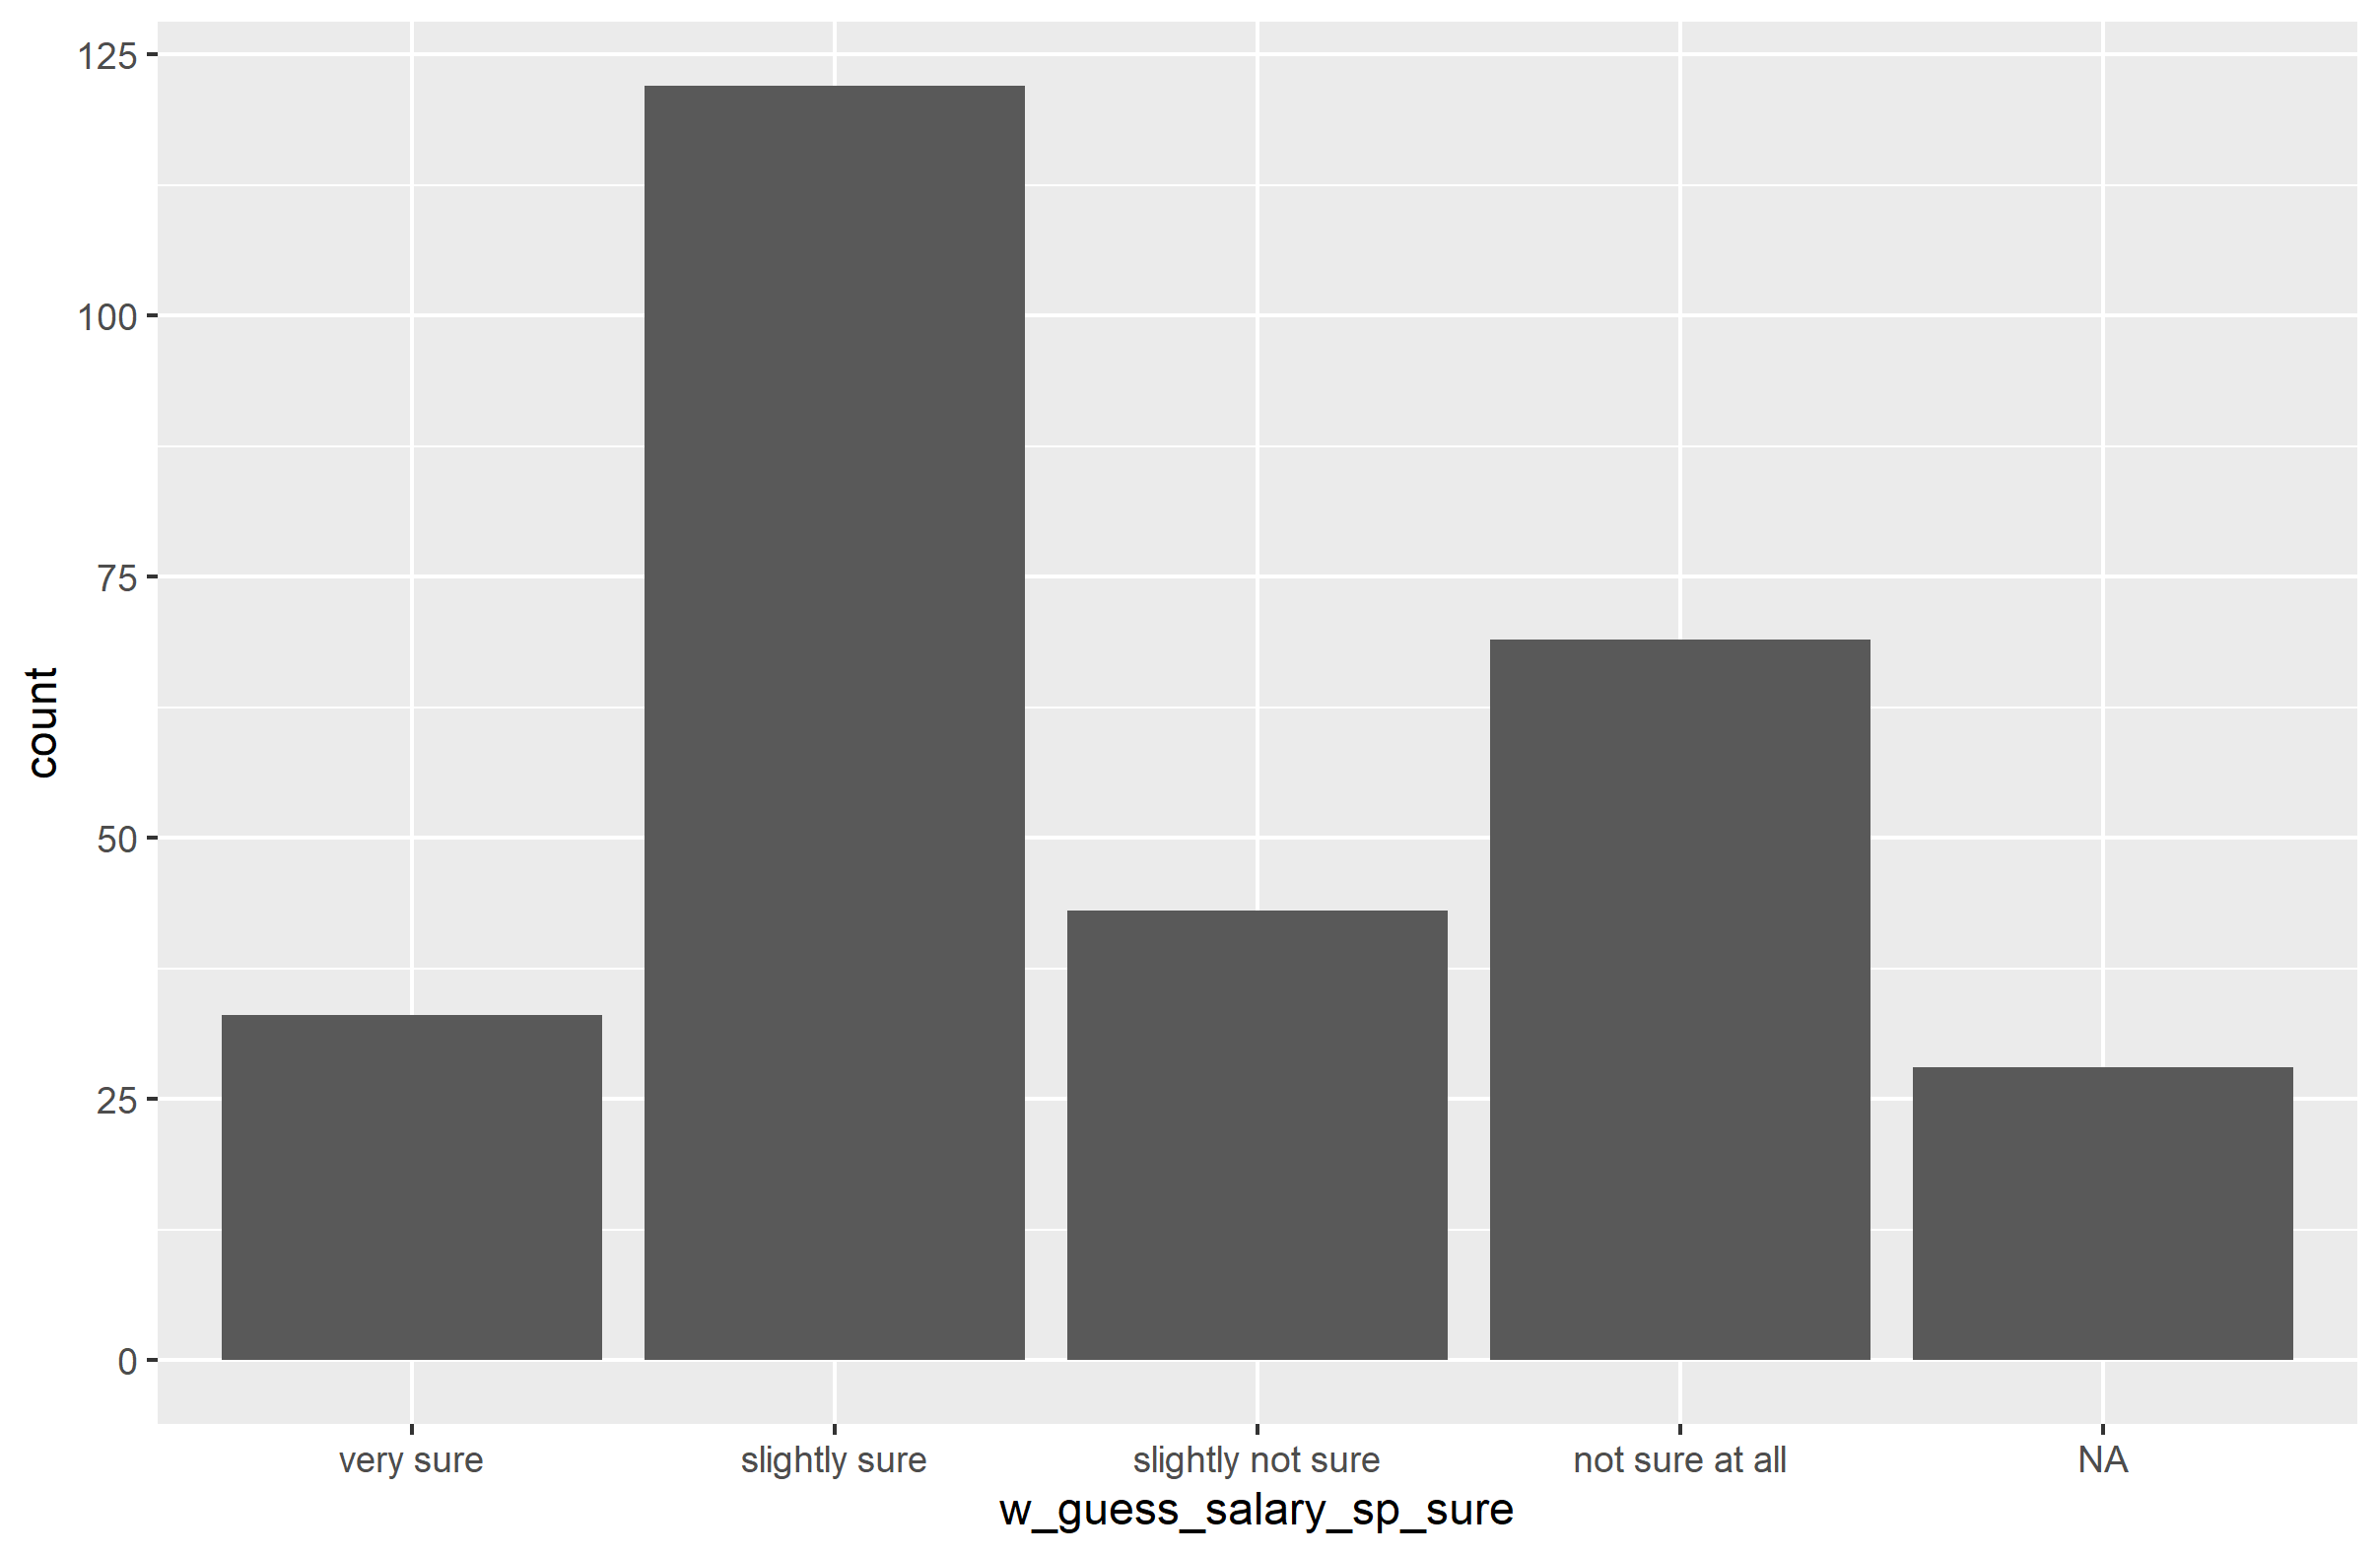 125
100
75
50
25
0
count
very sure
slightly sure
slightly not sure
not sure at all
NA
w_guess_salary_sp_sure